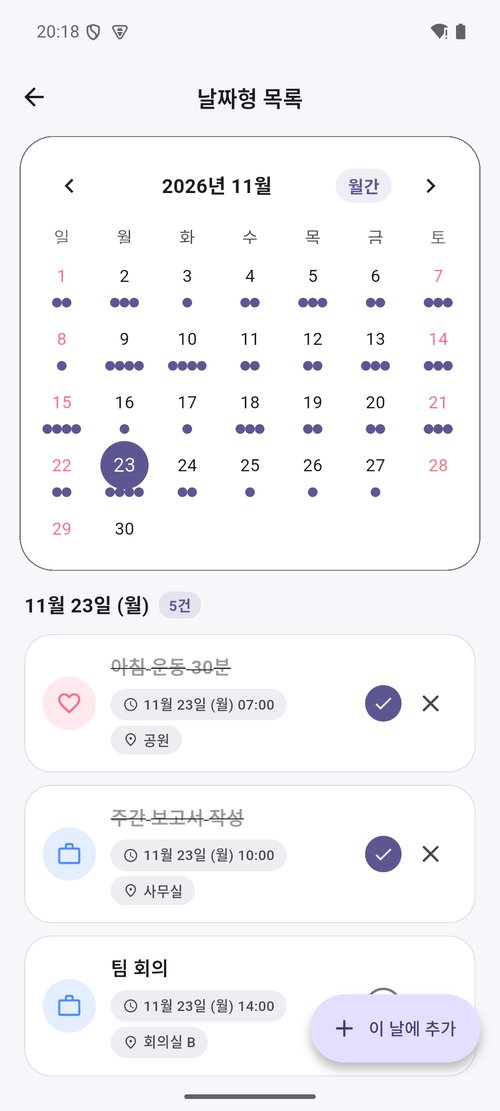 20:18
날짜형 목록
2026년 11월 월간
일 월 화 수 목 금 토
1 2 3 4 5 6 7
8 9 10 11 12 13 14
15 16 17 18 19 20 21
22 23 24 25 26 27 28
29 30
11월 23일 (월) 5건
아침 운동 30분
11월 23일 (월) 07:00
공원
주간 보고서 작성
11월 23일 (월) 10:00
사무실
팀 회의
11월 23일 (월) 14:00
회의실 B
이 날에 추가